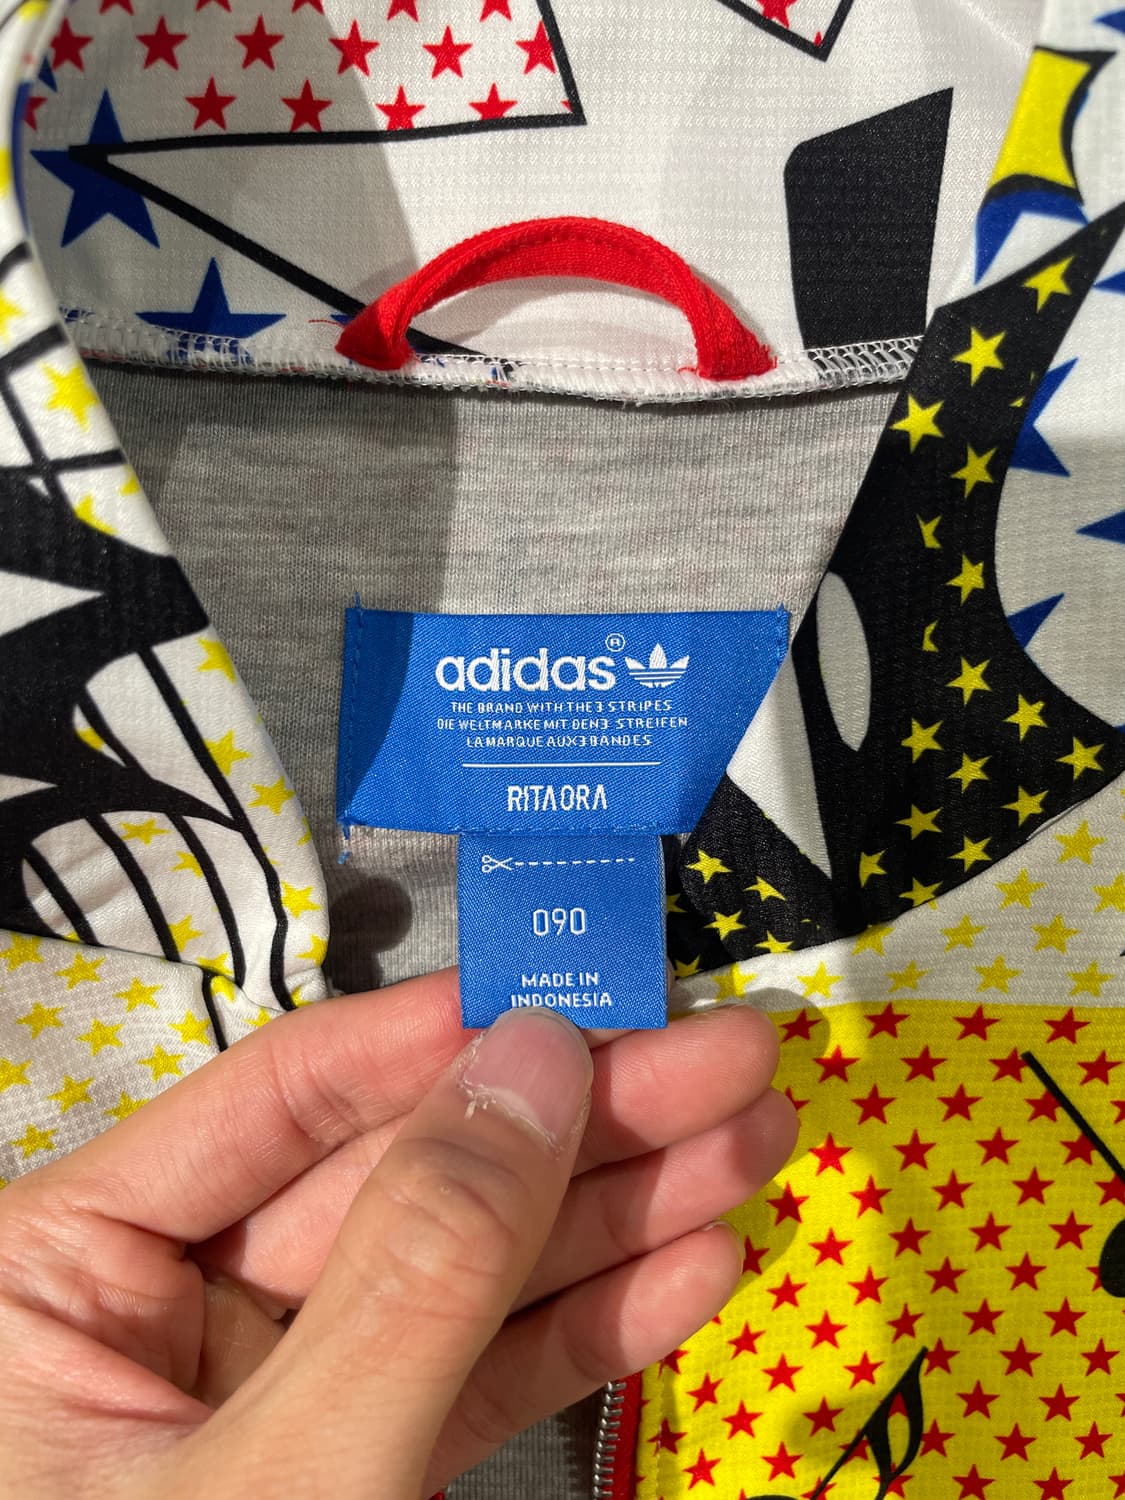 adidas®
THE BRAND WITH THE 3 STRIPES
DIE WELTMARKE MIT DEN 3 STREIFEN
LA MARQUE AUX 3 BANDES
RITA ORA
090
MADE IN
INDONESIA